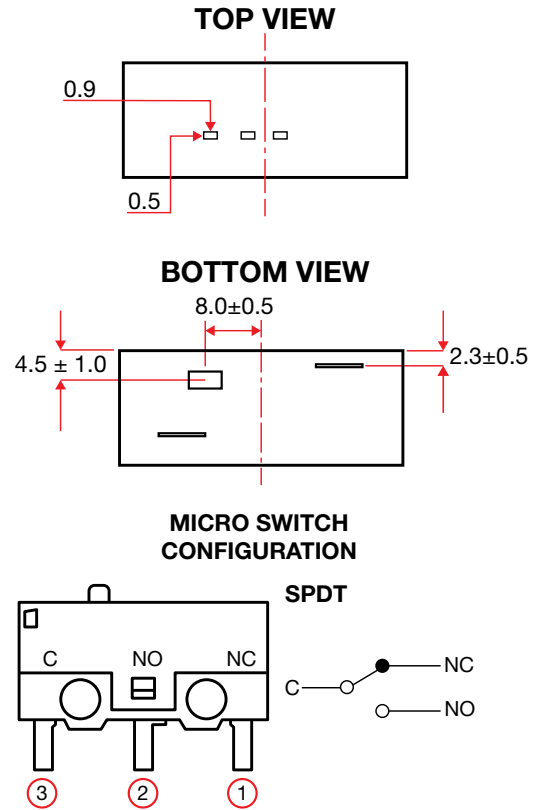 TOP VIEW
0.9
0.5
BOTTOM VIEW
8.0±0.5
4.5 ± 1.0
2.3±0.5
MICRO SWITCH
CONFIGURATION
SPDT
C NO NC
NC
C
NO
3 2 1